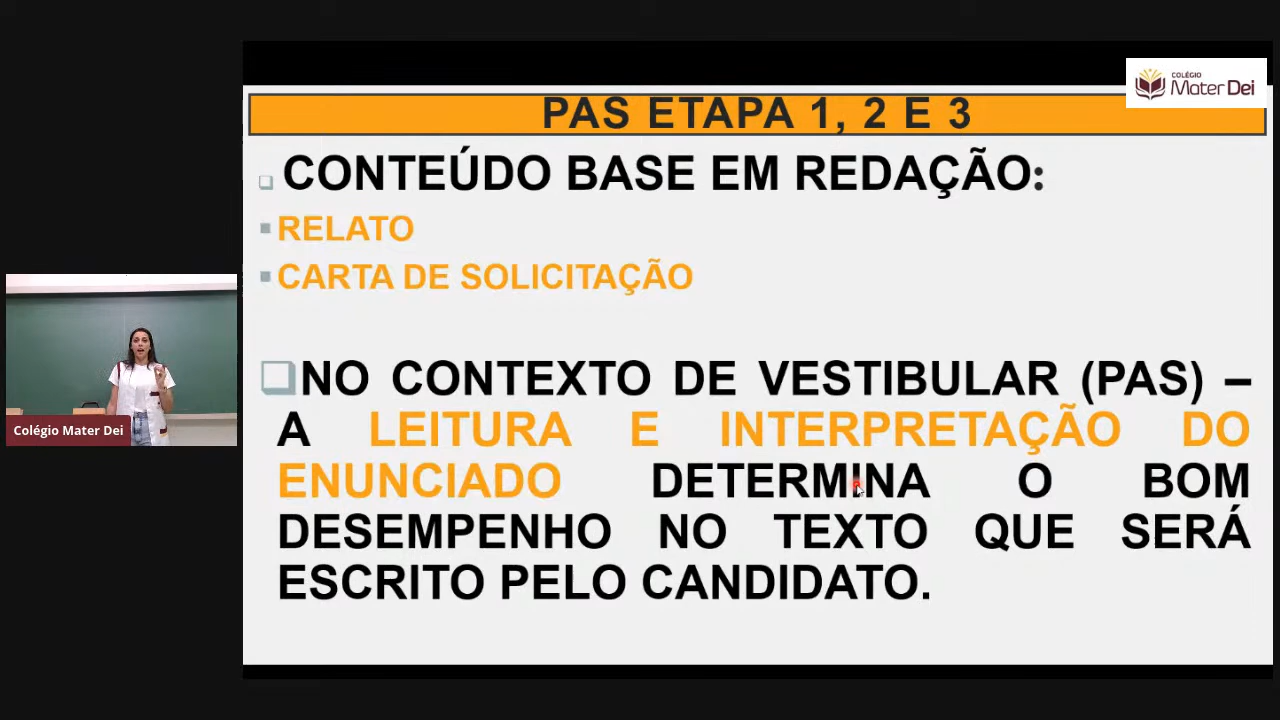 COLÉGIO
Mater Dei
PAS ETAPA 1, 2 E 3
CONTEÚDO BASE EM REDAÇÃO:
RELATO
CARTA DE SOLICITAÇÃO
NO CONTEXTO DE VESTIBULAR (PAS) –
A LEITURA E INTERPRETAÇÃO DO
ENUNCIADO DETERMINA O BOM
DESEMPENHO NO TEXTO QUE SERÁ
ESCRITO PELO CANDIDATO.
Colégio Mater Dei